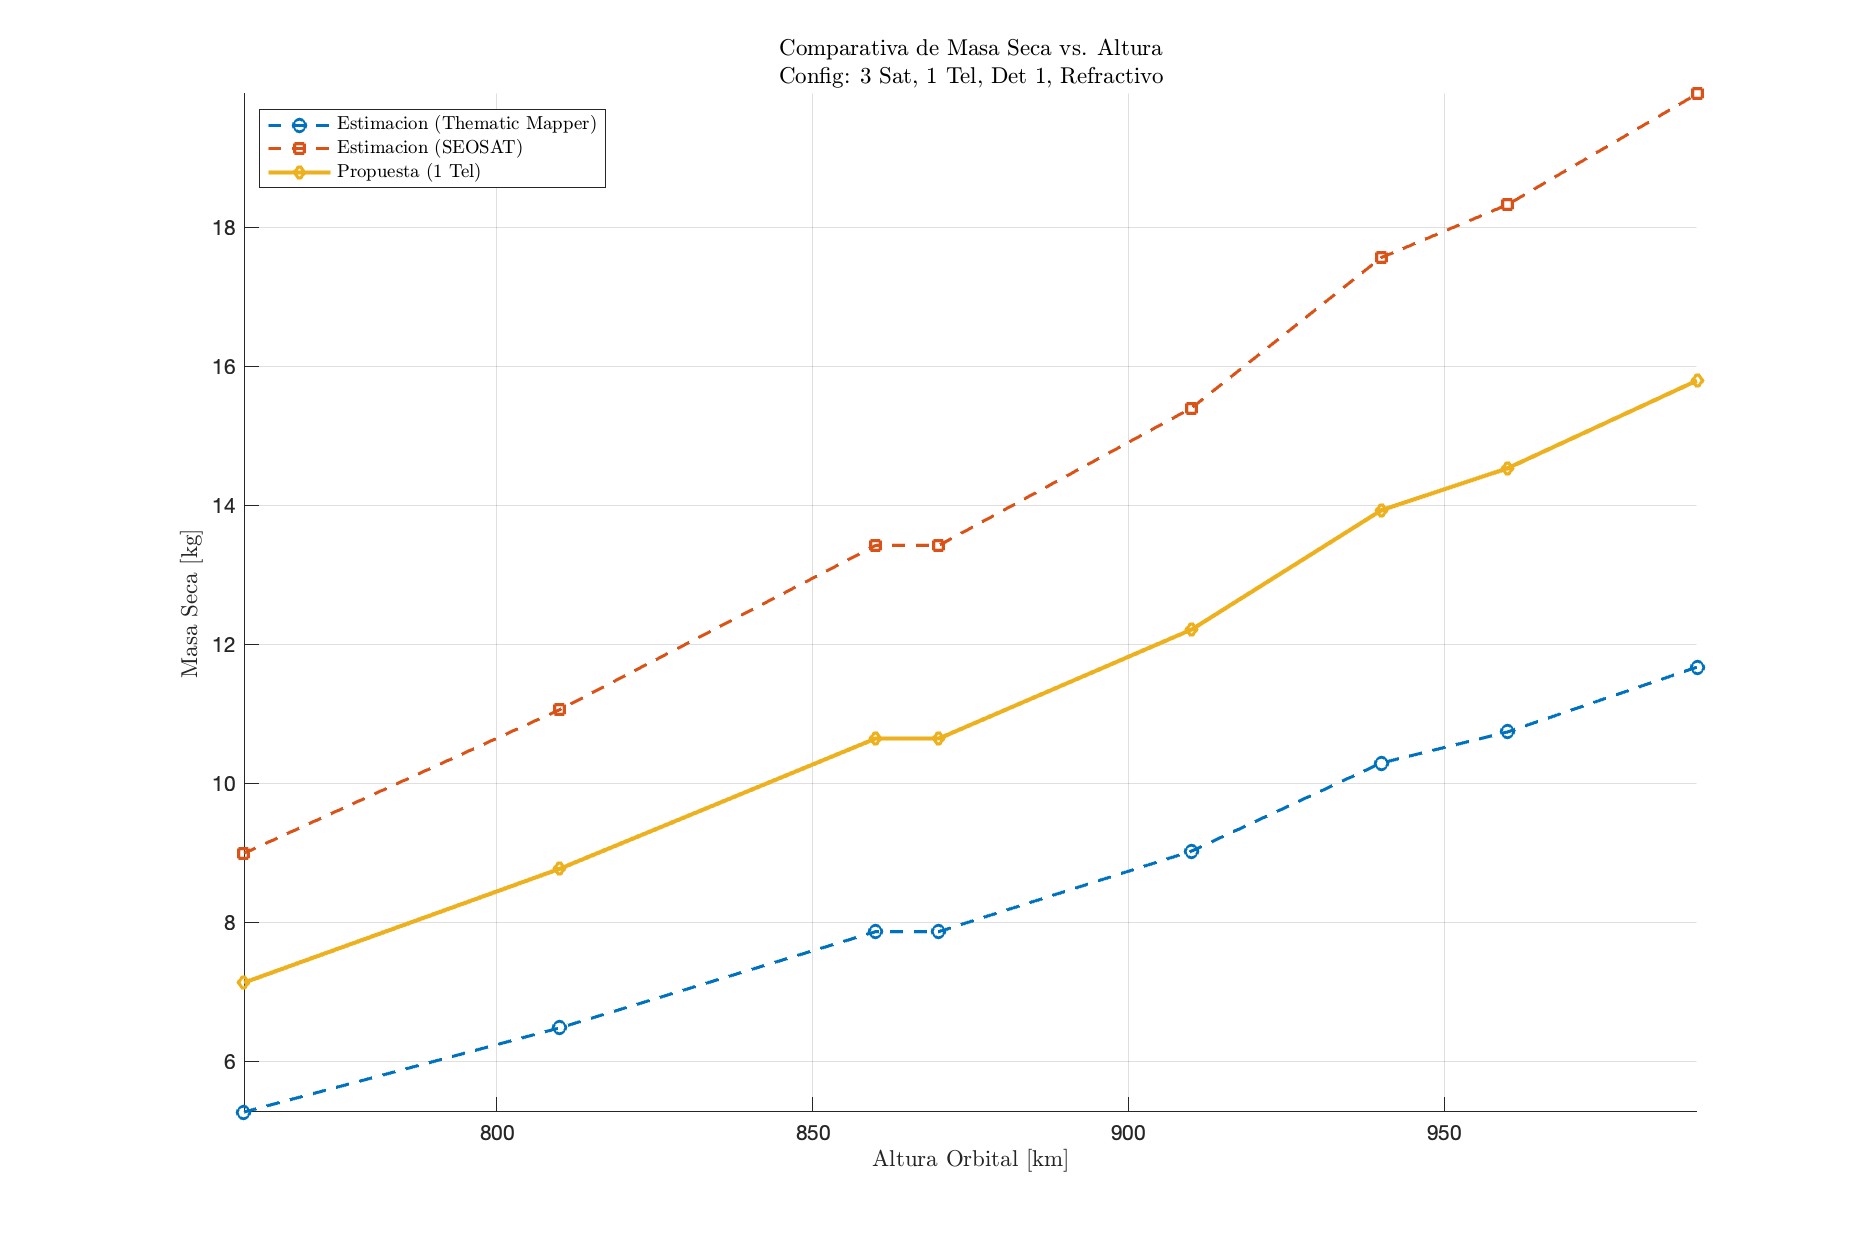 Comparativa de Masa Seca vs. Altura
Config: 3 Sat, 1 Tel, Det 1, Refractivo
Estimacion (Thematic Mapper)
Estimacion (SEOSAT)
Propuesta (1 Tel)
18
16
14
12
10
8
6
Masa Seca [kg]
800
850
900
950
Altura Orbital [km]